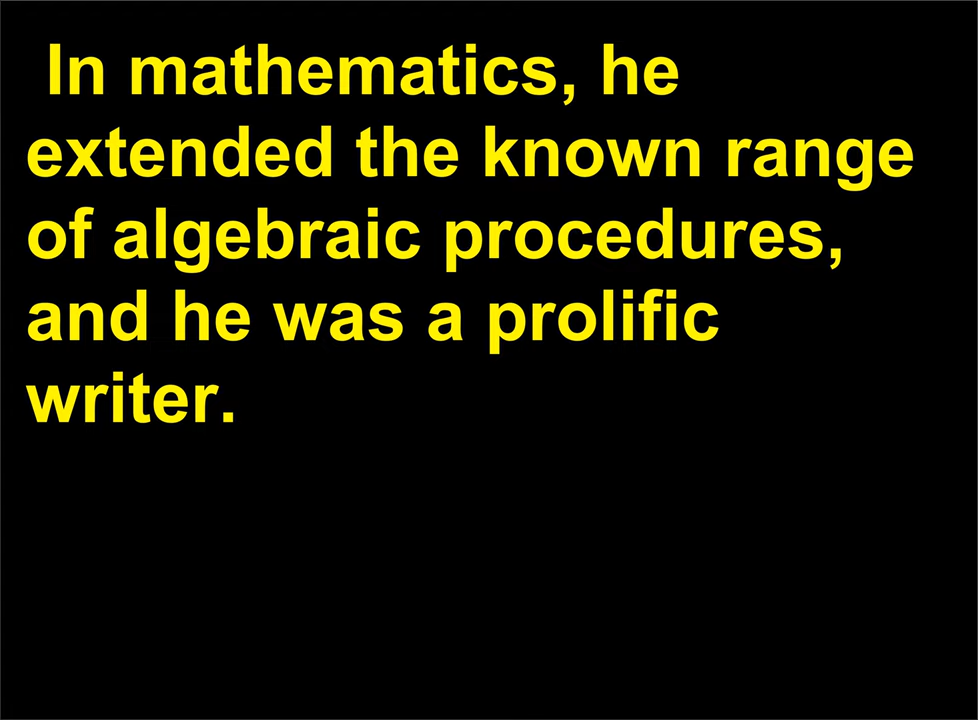 In mathematics, he
extended the known range
of algebraic procedures,
and he was a prolific
writer.